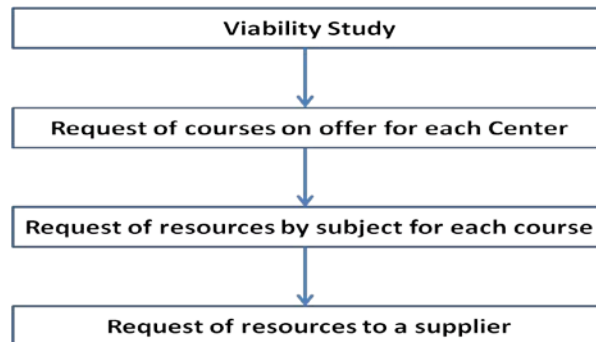 Viability Study
Request of courses on offer for each Center
Request of resources by subject for each course
Request of resources to a supplier